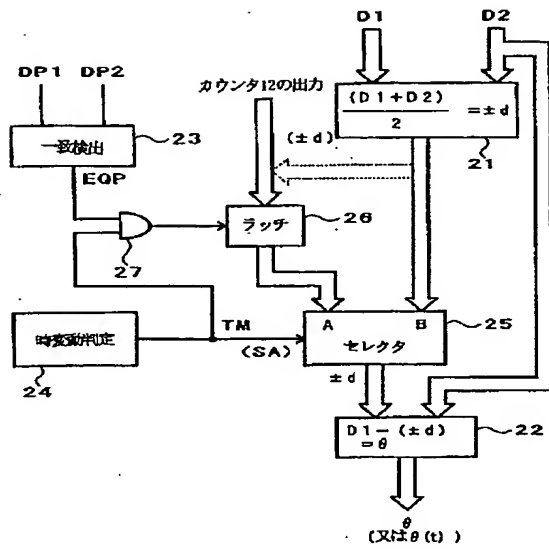 D1 D2
DP1 DP2
カウンタ12の出力
(D1+D2)
2
=±d
21
(±d)
一致検出
23
EQP
ラッチ
26
27
TM
(SA)
A B
セレクタ
25
時変動判定
24
±d
D1-(±d)
=θ
22
θ
(又はθ(t))